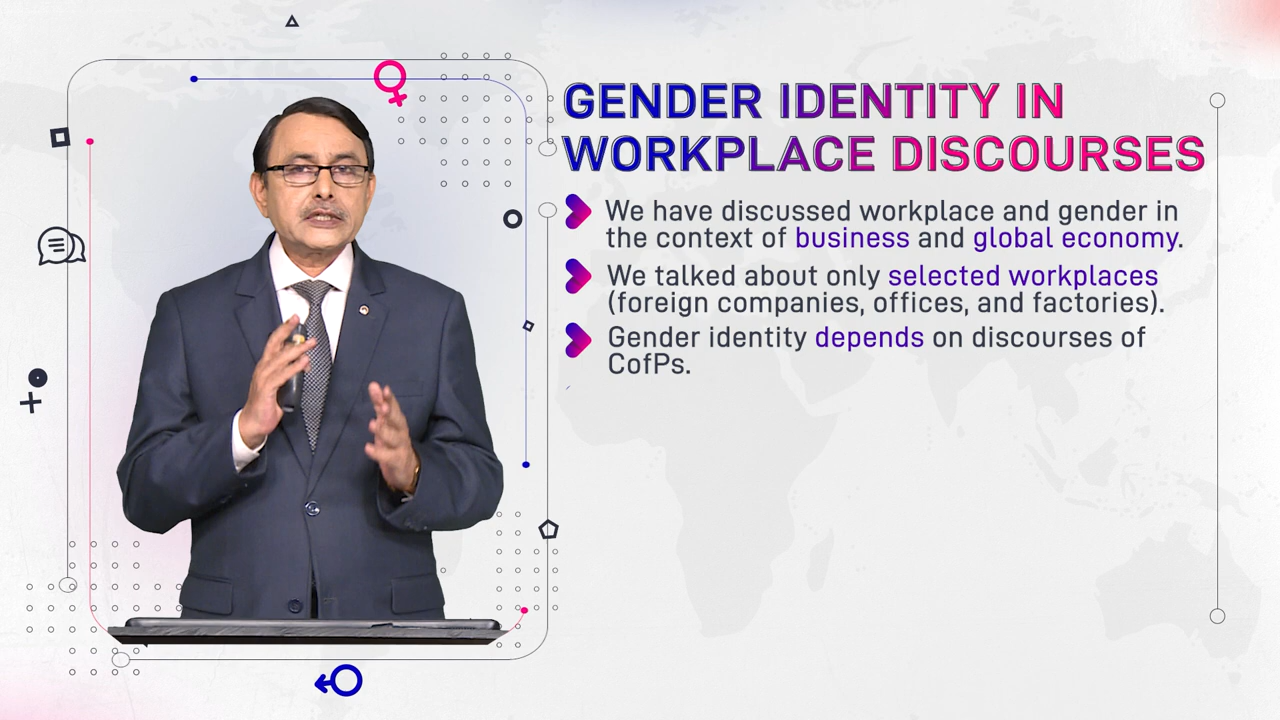 GENDER IDENTITY IN
WORKPLACE DISCOURSES
We have discussed workplace and gender in
the context of business and global economy.
We talked about only selected workplaces
(foreign companies, offices, and factories).
Gender identity depends on discourses of
CofPs.